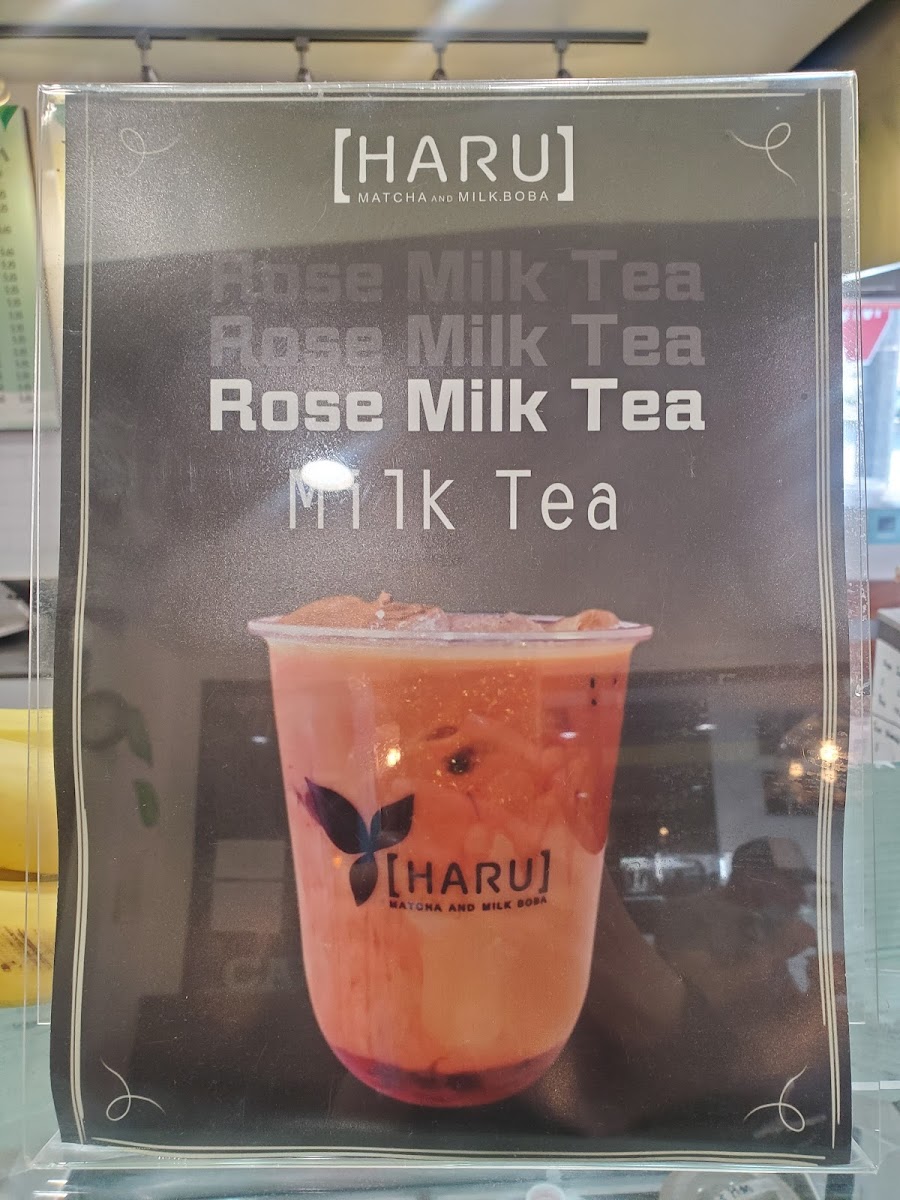 [HARU]
MATCHA AND MILK.BOBA
Rose Milk Tea
Rose Milk Tea
Rose Milk Tea
Milk Tea
[HARU]
MATCHA AND MILK BOBA